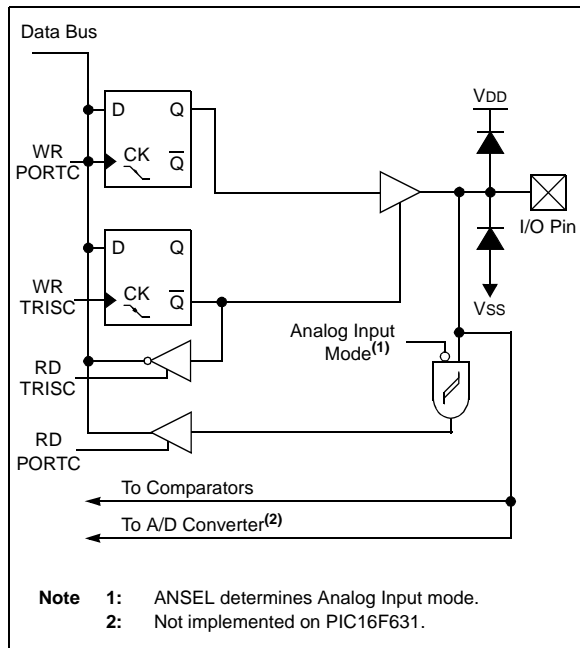 Data Bus
VDD
D Q
WR
PORTC
CK Q
I/O Pin
D Q
WR
TRISC
CK Q
VSS
Analog Input
Mode(1)
RD
TRISC
RD
PORTC
To Comparators
To A/D Converter(2)
Note 1: ANSEL determines Analog Input mode.
2: Not implemented on PIC16F631.